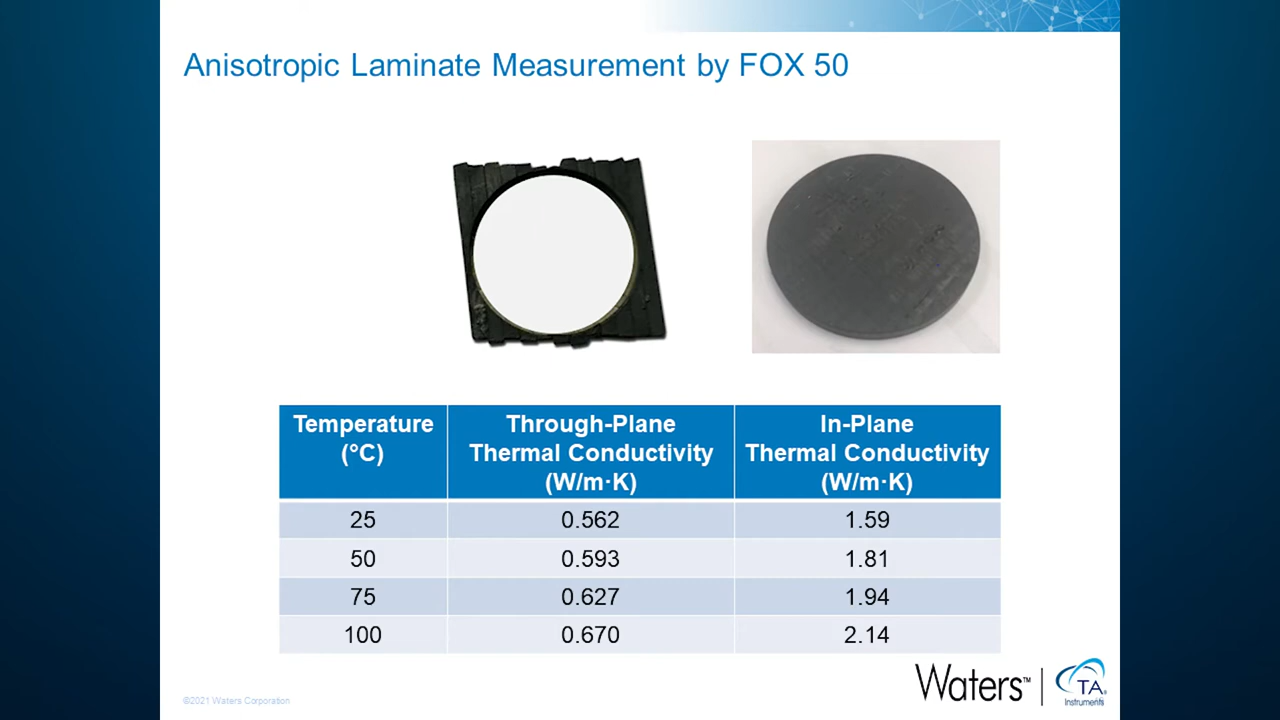 Anisotropic Laminate Measurement by FOX 50
Temperature (°C) Through-Plane Thermal Conductivity (W/m·K) In-Plane Thermal Conductivity (W/m·K)
25 0.562 1.59
50 0.593 1.81
75 0.627 1.94
100 0.670 2.14
©2021 Waters Corporation
Waters™
TA
Instruments